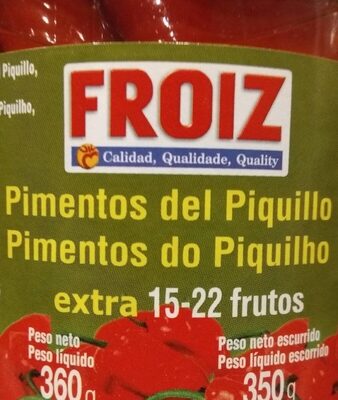 Piquillo,
Piquilho,
FROIZ
Calidad, Qualidade, Quality
Pimentos del Piquillo
Pimentos do Piquilho
extra 15-22 frutos
Peso neto
Peso líquido
360g
Peso neto escurrido
Peso líquido escorrido
350g